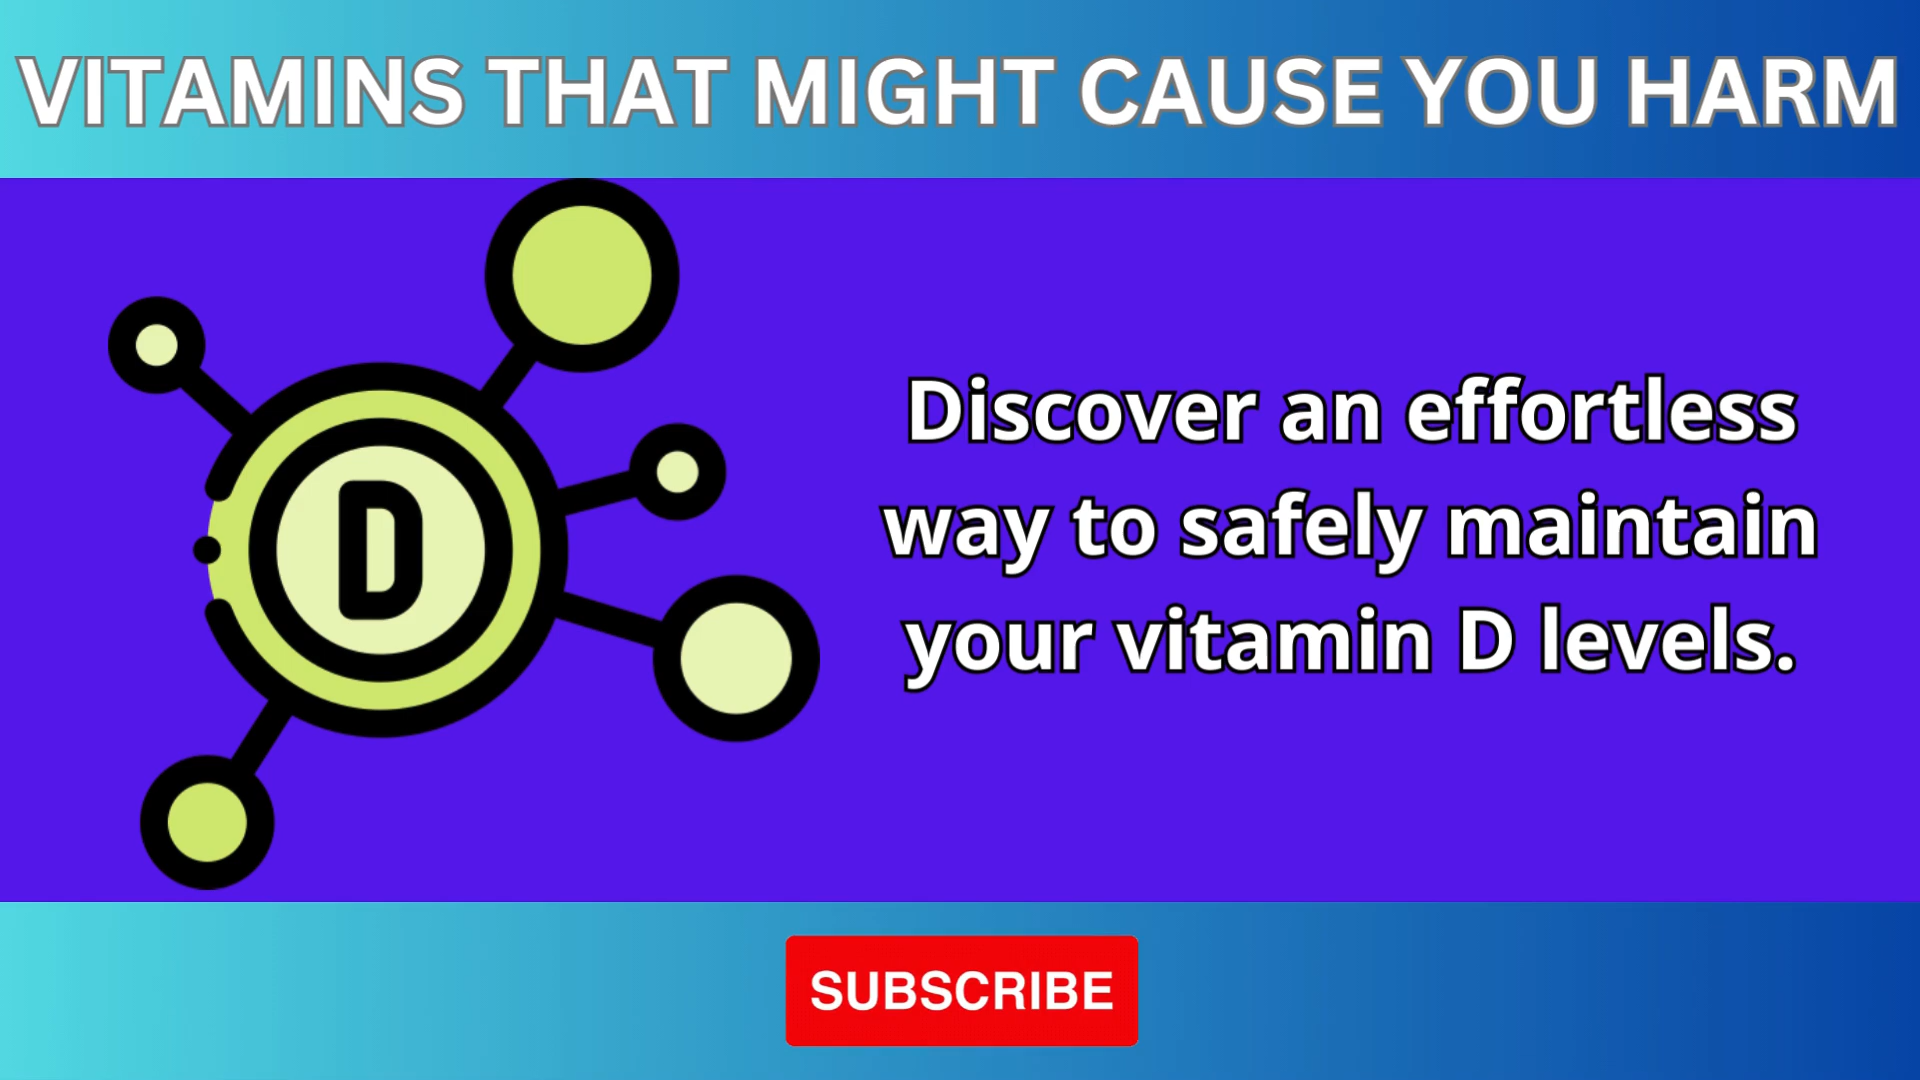 VITAMINS THAT MIGHT CAUSE YOU HARM
D
Discover an effortless
way to safely maintain
your vitamin D levels.
SUBSCRIBE